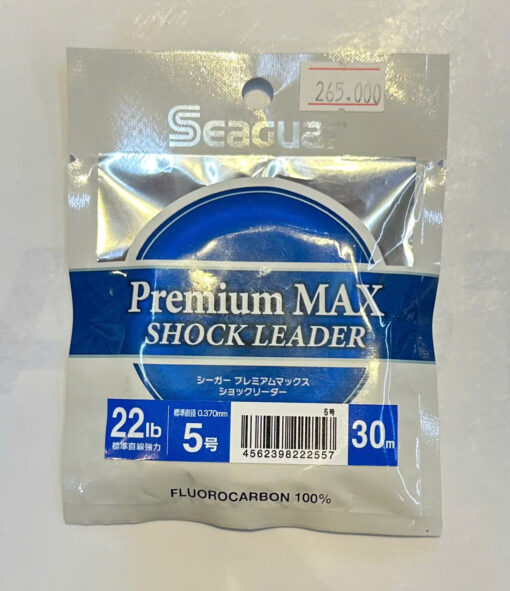 265.000
Seaguar
Premium MAX
SHOCK LEADER
シーガー プレミアムマックス
ショックリーダー
22lb
標準直線強力
標準直径 0.370mm
5号
5号
4562398222557
30m
FLUOROCARBON 100%